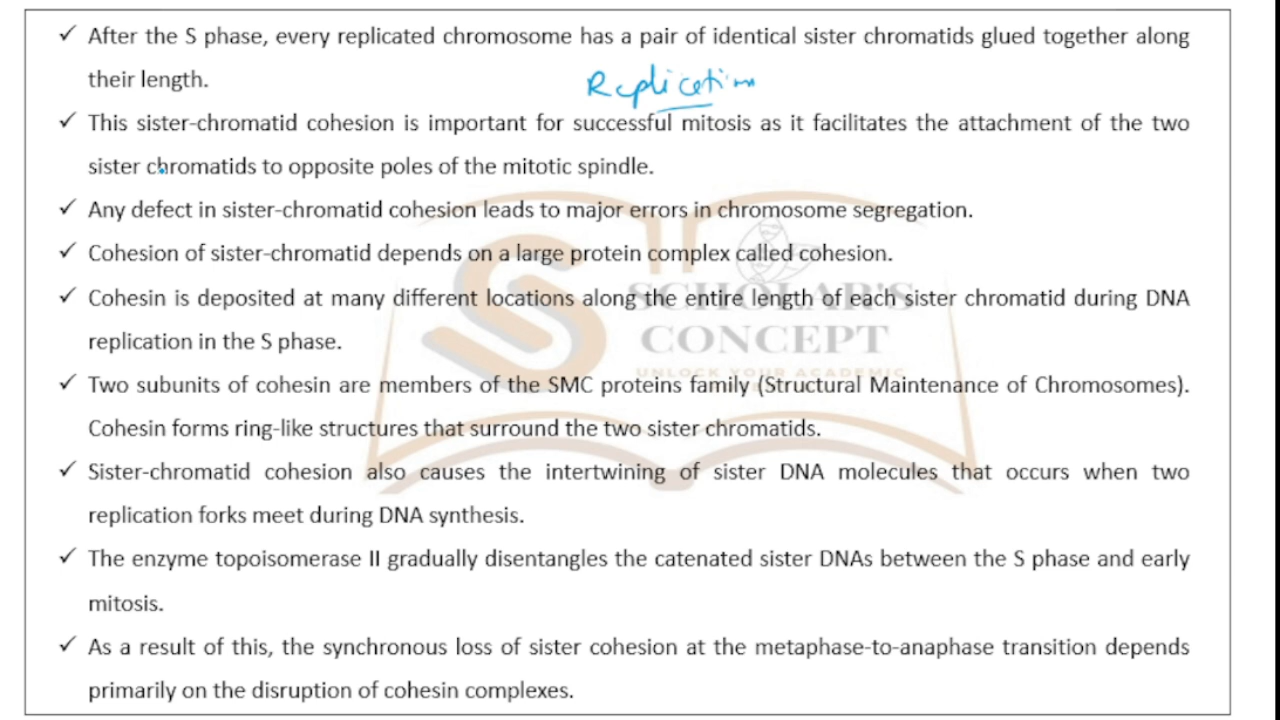 ✓ After the S phase, every replicated chromosome has a pair of identical sister chromatids glued together along
their length.
Replication
✓ This sister-chromatid cohesion is important for successful mitosis as it facilitates the attachment of the two
sister chromatids to opposite poles of the mitotic spindle.
✓ Any defect in sister-chromatid cohesion leads to major errors in chromosome segregation.
✓ Cohesion of sister-chromatid depends on a large protein complex called cohesion.
✓ Cohesin is deposited at many different locations along the entire length of each sister chromatid during DNA
SCHOLAR'S
replication in the S phase.
CONCEPT
UNLOCK YOUR ACADEMIC
✓ Two subunits of cohesin are members of the SMC proteins family (Structural Maintenance of Chromosomes).
Cohesin forms ring-like structures that surround the two sister chromatids.
✓ Sister-chromatid cohesion also causes the intertwining of sister DNA molecules that occurs when two
replication forks meet during DNA synthesis.
✓ The enzyme topoisomerase II gradually disentangles the catenated sister DNAs between the S phase and early
mitosis.
✓ As a result of this, the synchronous loss of sister cohesion at the metaphase-to-anaphase transition depends
primarily on the disruption of cohesin complexes.